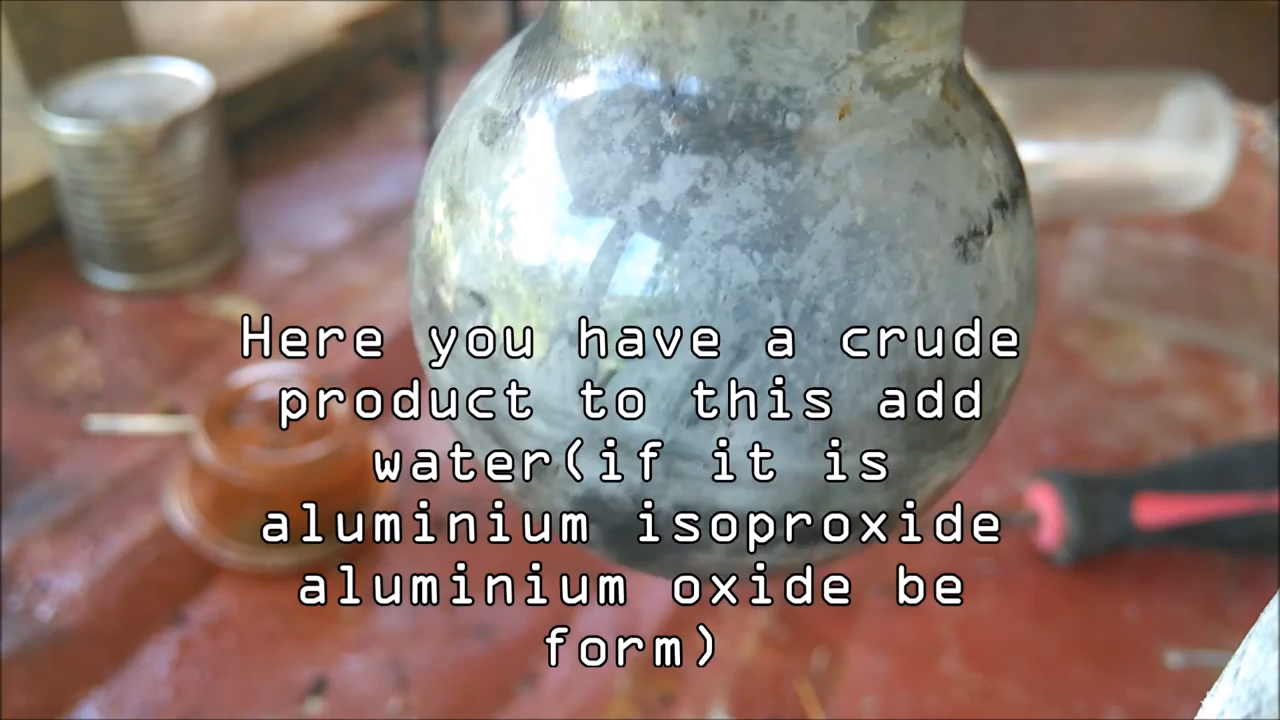 Here you have a crude
product to this add
water(if it is
aluminium isoproxide
aluminium oxide be
form)